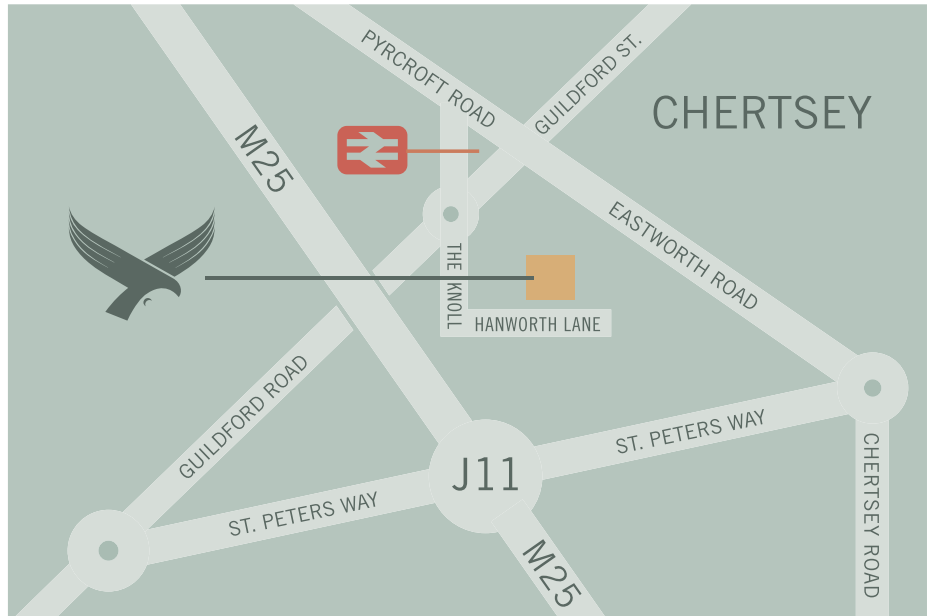 PYRCROFT ROAD
GUILDFORD ST.
CHERTSEY
M25
EASTWORTH ROAD
THE KNOLL
HANWORTH LANE
GUILDFORD ROAD
ST. PETERS WAY
J11
ST. PETERS WAY
CHERTSEY ROAD
M25